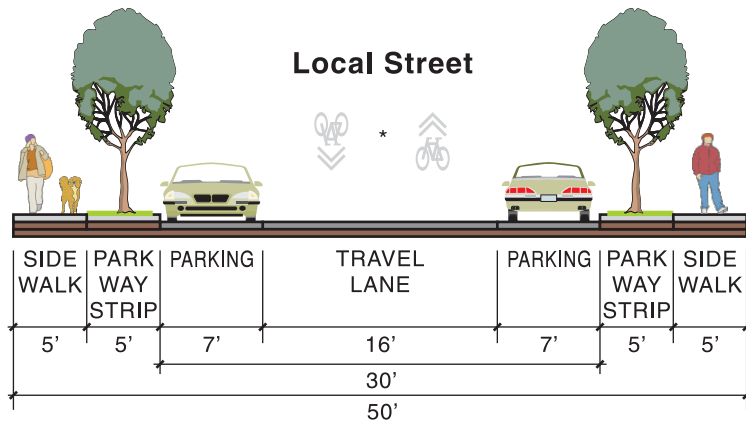 Local Street
*
SIDE WALK
PARK WAY STRIP
PARKING
TRAVEL LANE
PARKING
PARK WAY STRIP
SIDE WALK
5’ 5’ 7’ 16’ 7’ 5’ 5’
30’
50’